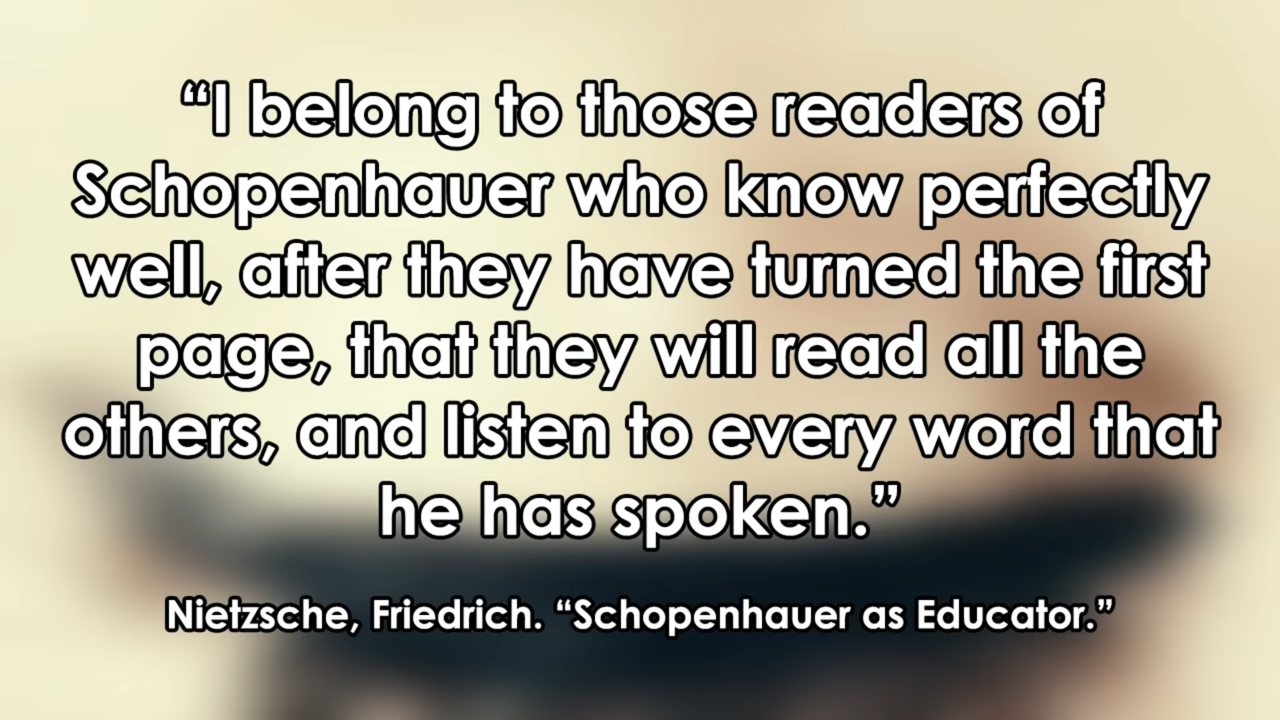 “I belong to those readers of
Schopenhauer who know perfectly
well, after they have turned the first
page, that they will read all the
others, and listen to every word that
he has spoken.”
Nietzsche, Friedrich. “Schopenhauer as Educator.”